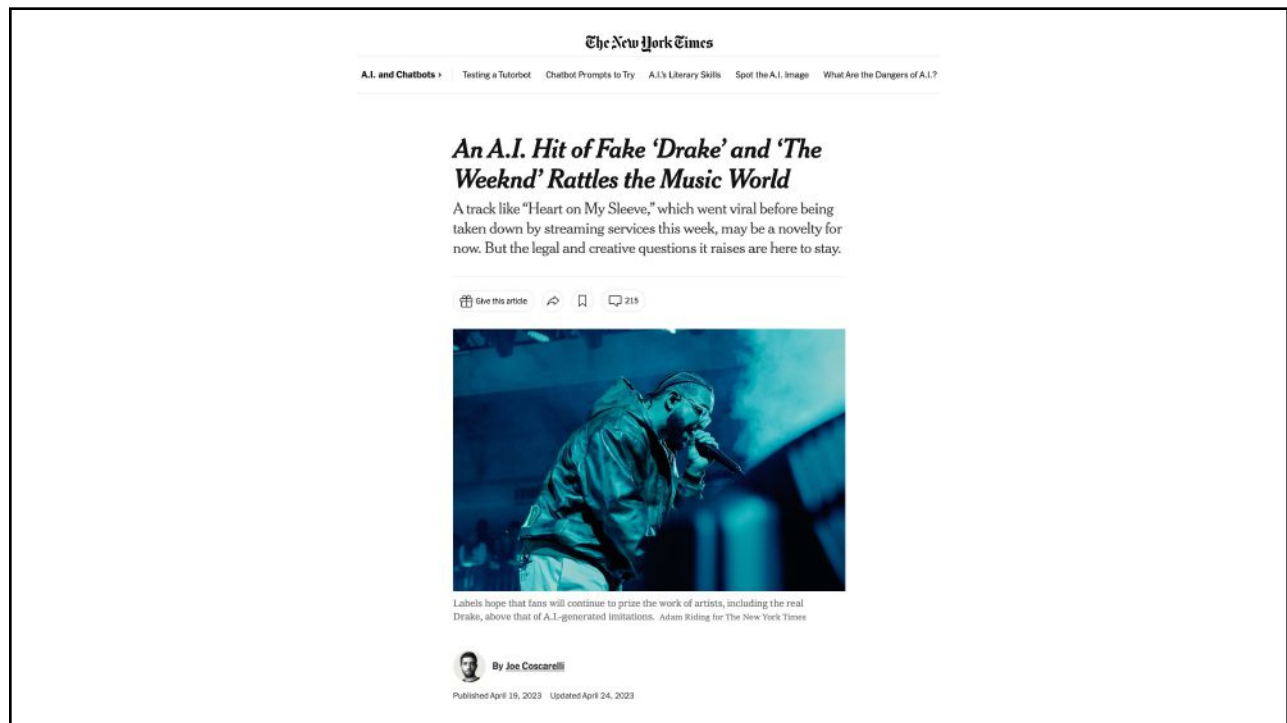 The New York Times
A.I. and Chatbots › Testing a Tutorbot Chatbot Prompts to Try A.I.'s Literary Skills Spot the A.I. Image What Are the Dangers of A.I.?
An A.I. Hit of Fake ‘Drake’ and ‘The
Weeknd’ Rattles the Music World
A track like “Heart on My Sleeve,” which went viral before being
taken down by streaming services this week, may be a novelty for
now. But the legal and creative questions it raises are here to stay.
Give this article 215
Labels hope that fans will continue to prize the work of artists, including the real
Drake, above that of A.I.-generated imitations. Adam Riding for The New York Times
By Joe Coscarelli
Published April 19, 2023 Updated April 24, 2023